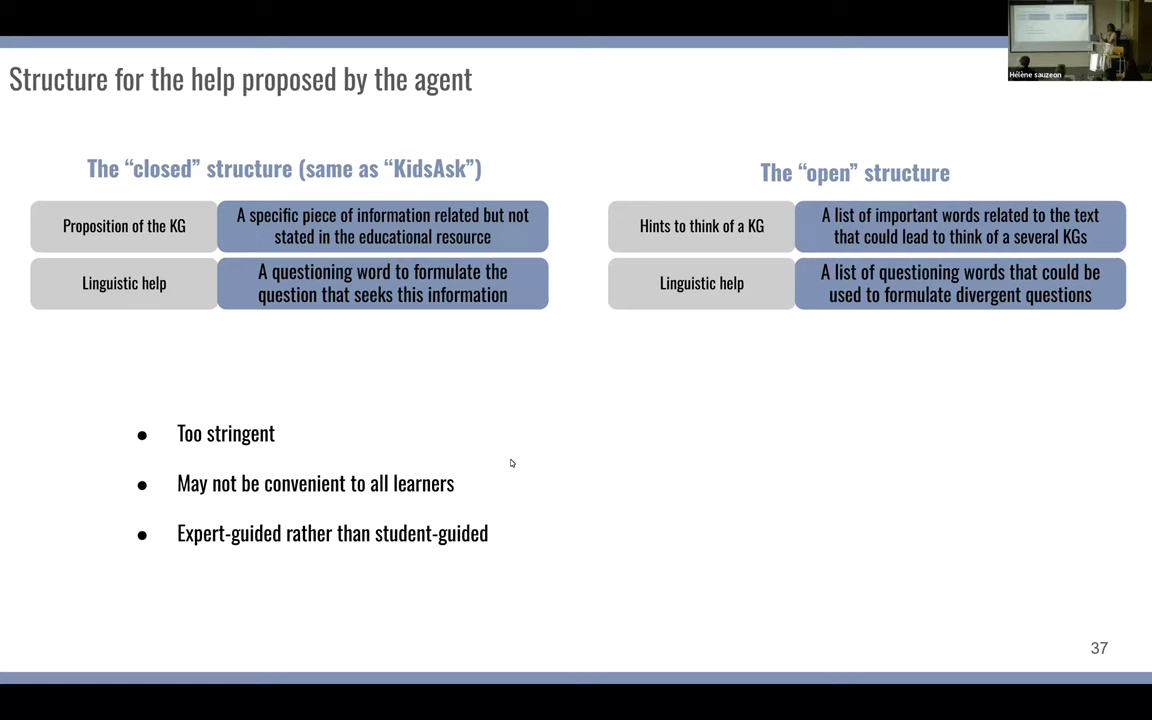 Hélène sauzeon
Structure for the help proposed by the agent
The “closed” structure (same as “KidsAsk”)
Proposition of the KG
A specific piece of information related but not
stated in the educational resource
Linguistic help
A questioning word to formulate the
question that seeks this information
The “open” structure
Hints to think of a KG
A list of important words related to the text
that could lead to think of a several KGs
Linguistic help
A list of questioning words that could be
used to formulate divergent questions
● Too stringent
● May not be convenient to all learners
● Expert-guided rather than student-guided
37